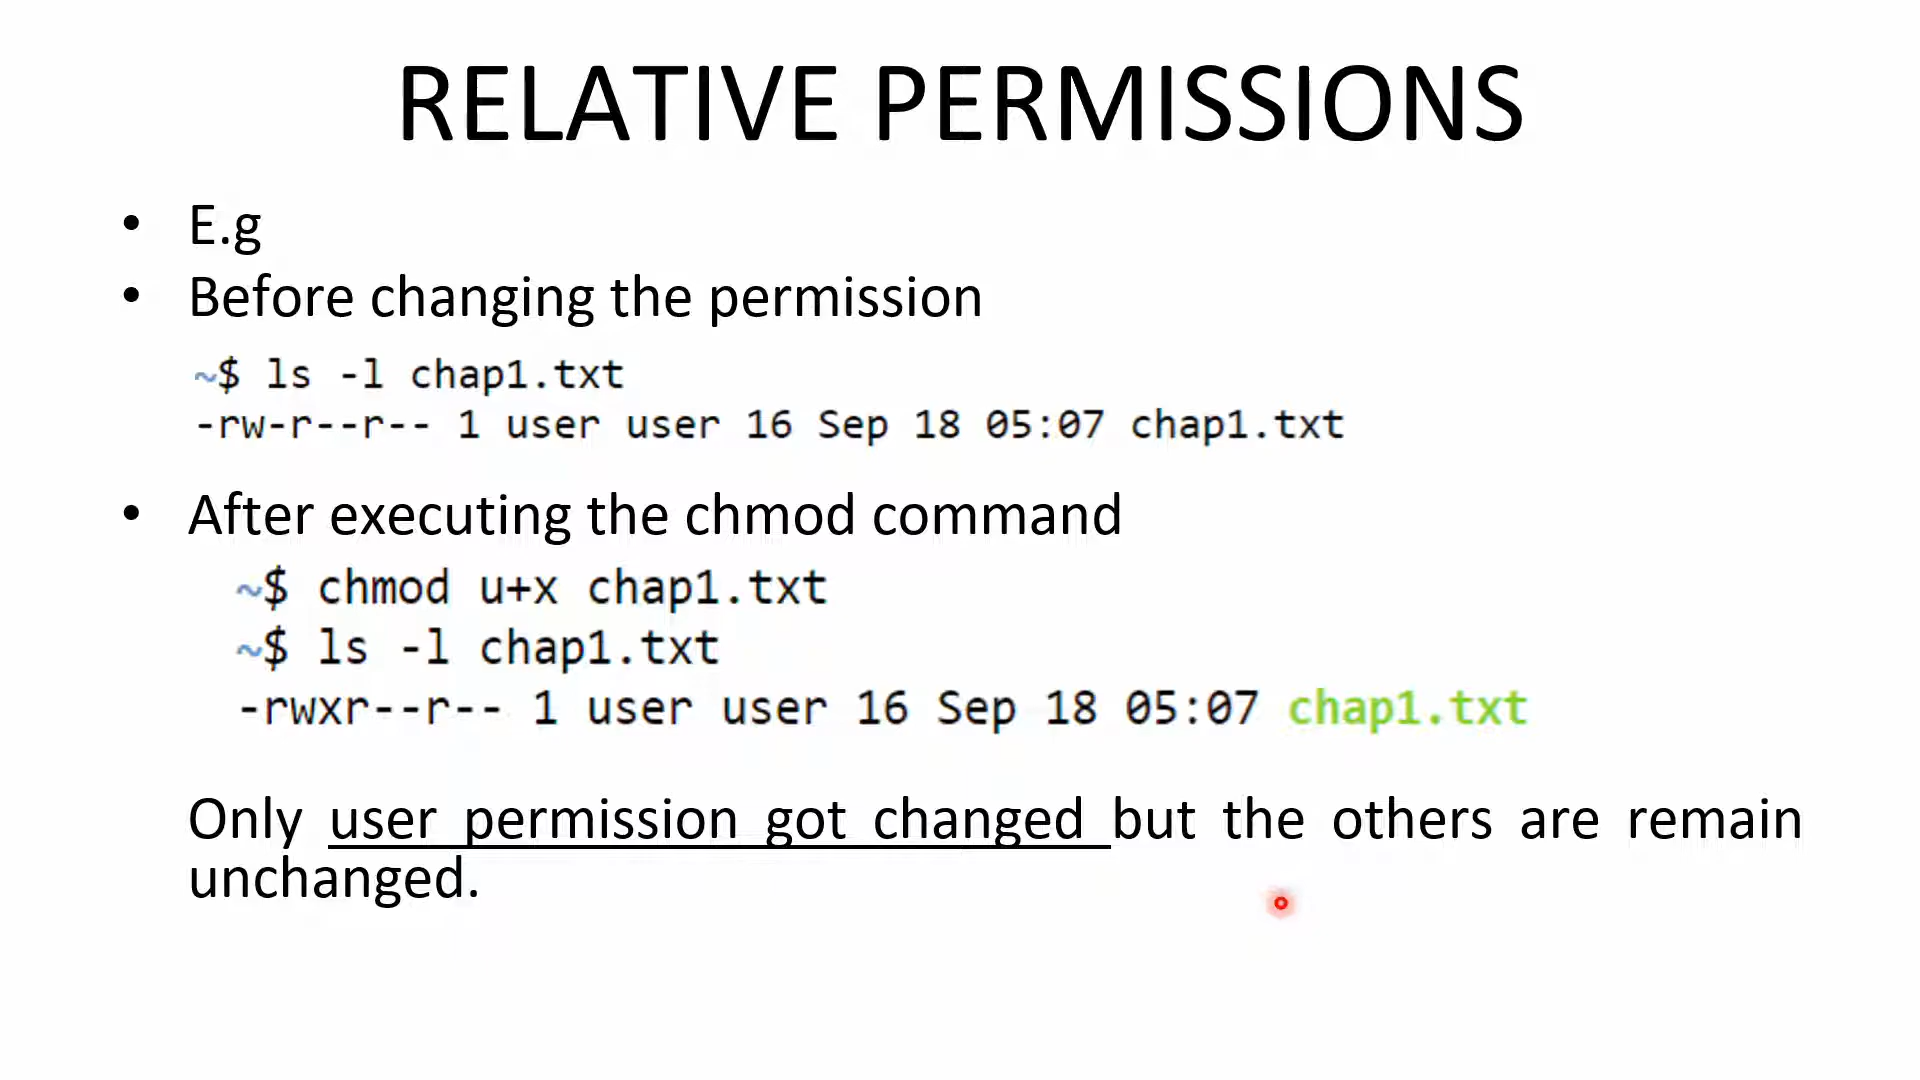 RELATIVE PERMISSIONS
• E.g
• Before changing the permission
~$ ls -l chap1.txt
-rw-r--r-- 1 user user 16 Sep 18 05:07 chap1.txt
• After executing the chmod command
~$ chmod u+x chap1.txt
~$ ls -l chap1.txt
-rwxr--r-- 1 user user 16 Sep 18 05:07 chap1.txt
Only user permission got changed but the others are remain
unchanged.